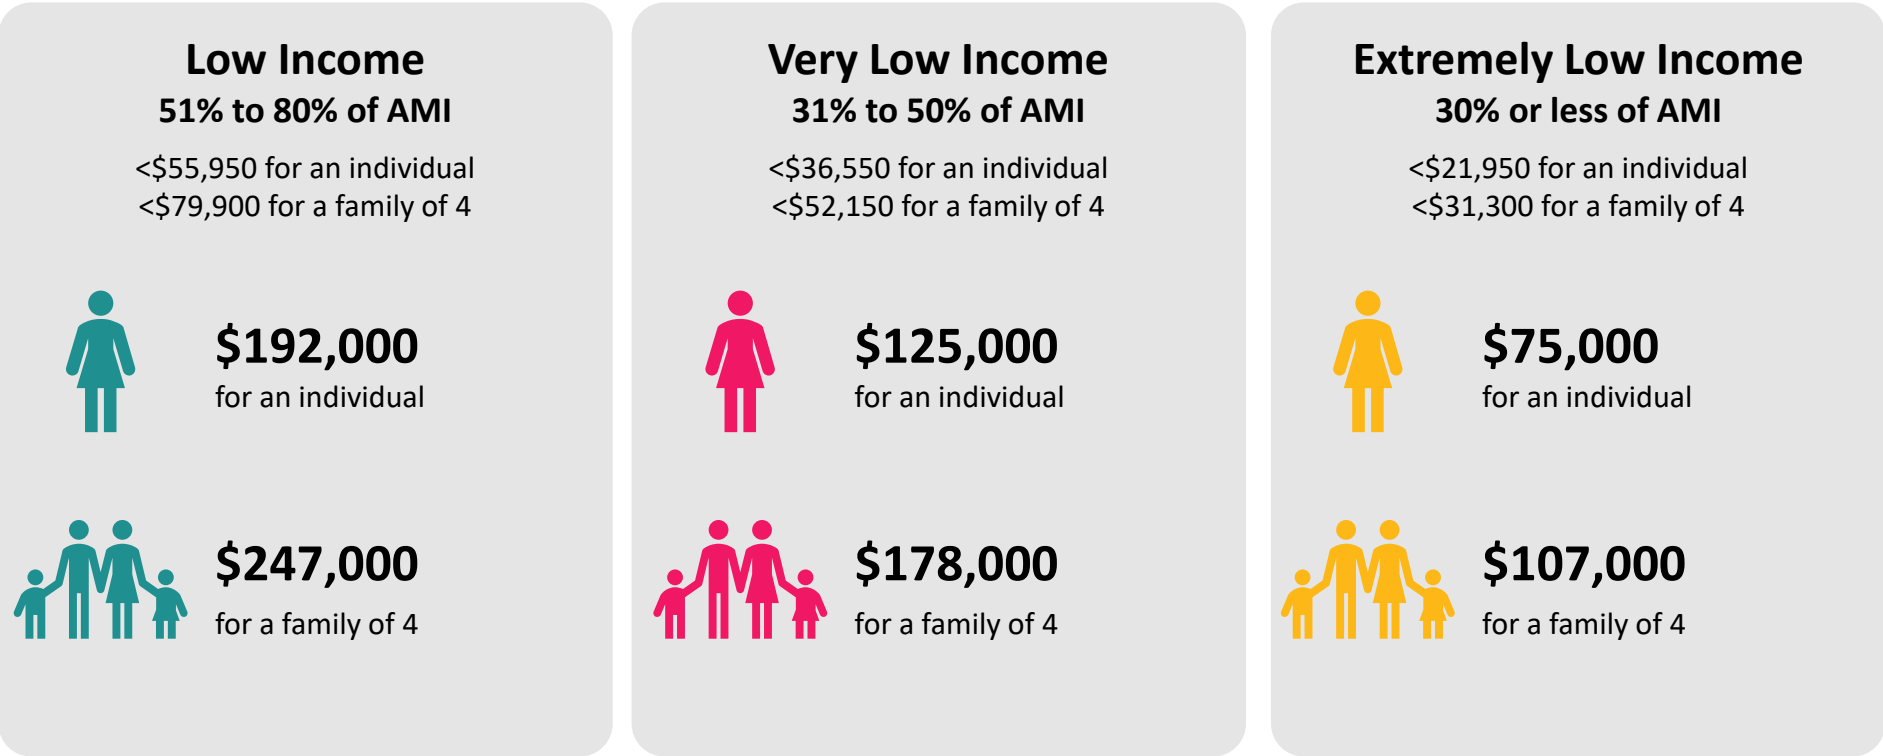 Low Income
51% to 80% of AMI
<$55,950 for an individual
<$79,900 for a family of 4
$192,000
for an individual
$247,000
for a family of 4
Very Low Income
31% to 50% of AMI
<$36,550 for an individual
<$52,150 for a family of 4
$125,000
for an individual
$178,000
for a family of 4
Extremely Low Income
30% or less of AMI
<$21,950 for an individual
<$31,300 for a family of 4
$75,000
for an individual
$107,000
for a family of 4